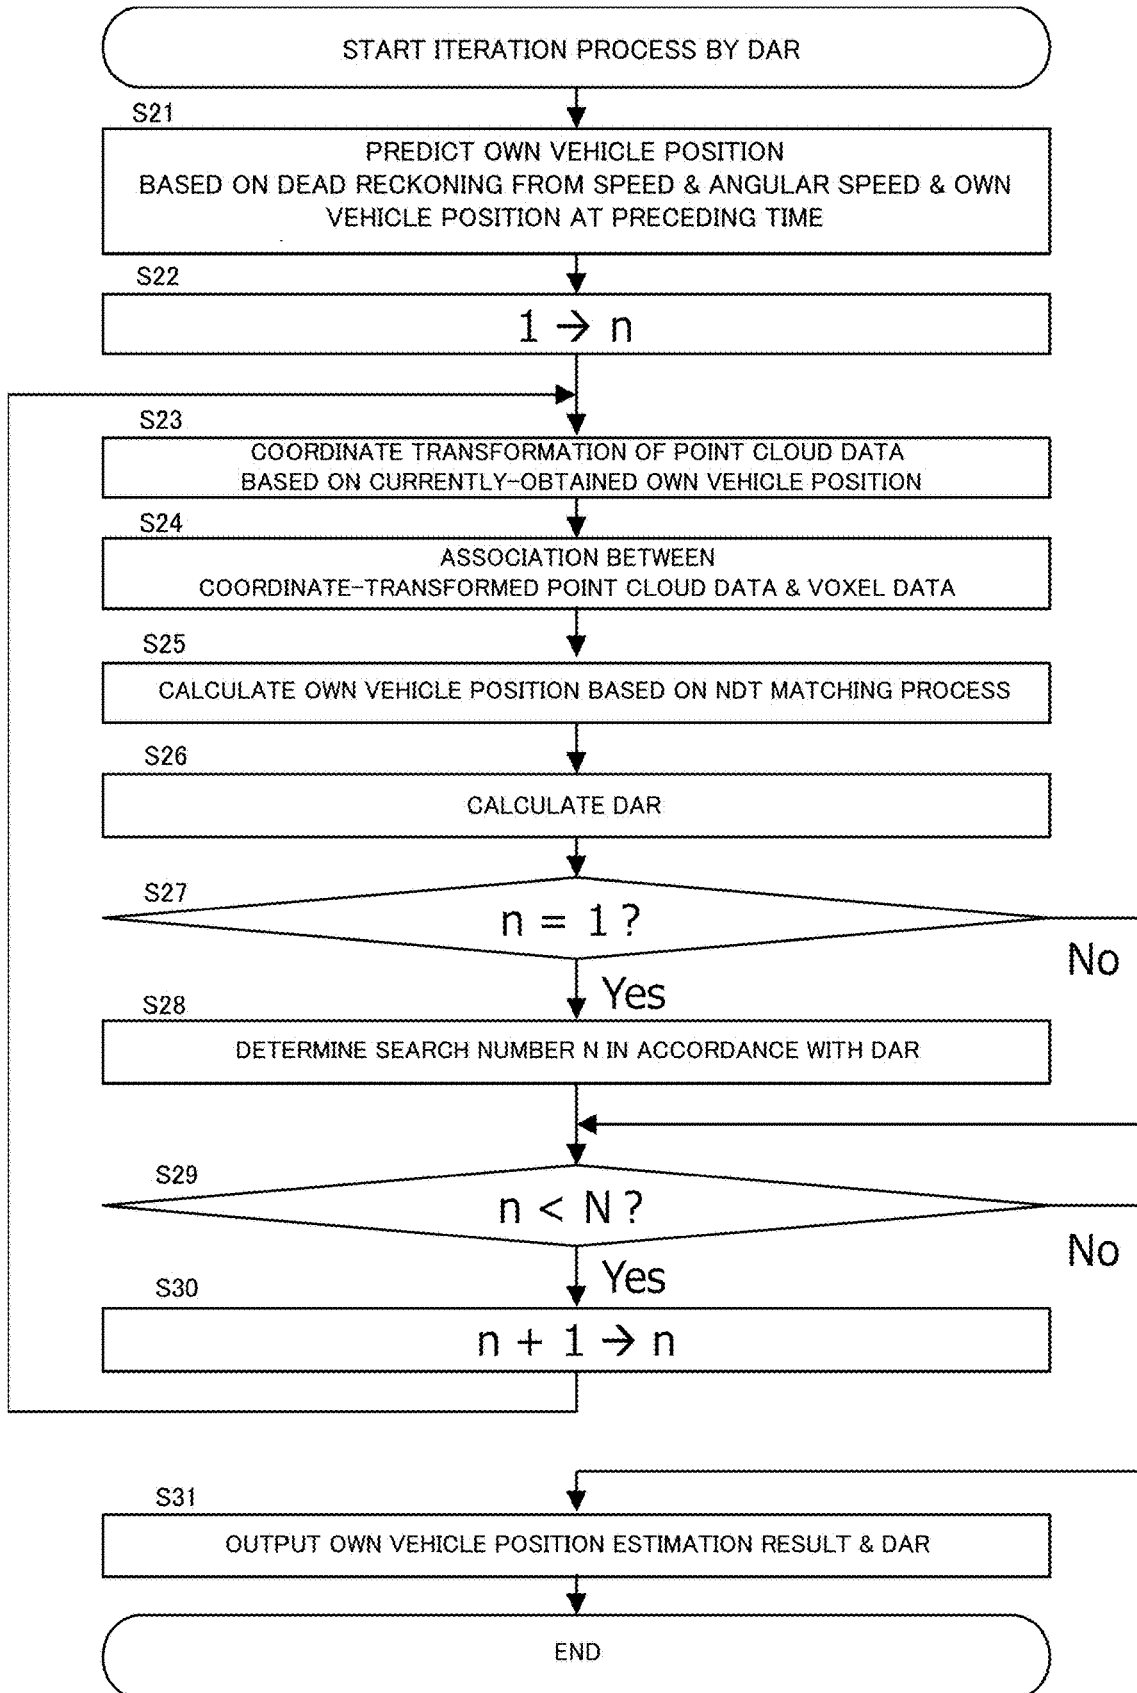 START ITERATION PROCESS BY DAR
S21
PREDICT OWN VEHICLE POSITION
BASED ON DEAD RECKONING FROM SPEED & ANGULAR SPEED & OWN
VEHICLE POSITION AT PRECEDING TIME
S22
1 → n
S23
COORDINATE TRANSFORMATION OF POINT CLOUD DATA
BASED ON CURRENTLY-OBTAINED OWN VEHICLE POSITION
S24
ASSOCIATION BETWEEN
COORDINATE-TRANSFORMED POINT CLOUD DATA & VOXEL DATA
S25
CALCULATE OWN VEHICLE POSITION BASED ON NDT MATCHING PROCESS
S26
CALCULATE DAR
S27
n = 1 ?
No
Yes
S28
DETERMINE SEARCH NUMBER N IN ACCORDANCE WITH DAR
S29
n < N ?
No
Yes
S30
n + 1 → n
S31
OUTPUT OWN VEHICLE POSITION ESTIMATION RESULT & DAR
END